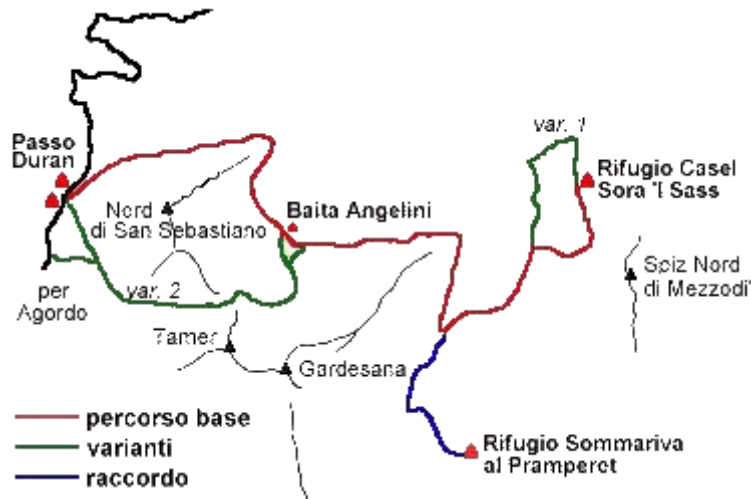 var. 1
Passo
Duran
Rifugio Casel
Sora 'l Sass
Nord
di San Sebastiano
Baita Angelini
Spiz Nord
di Mezzodi'
per
Agordo
var. 2
Tamer
Gardesana
percorso base
varianti
raccordo
Rifugio Sommariva
al Pramperet